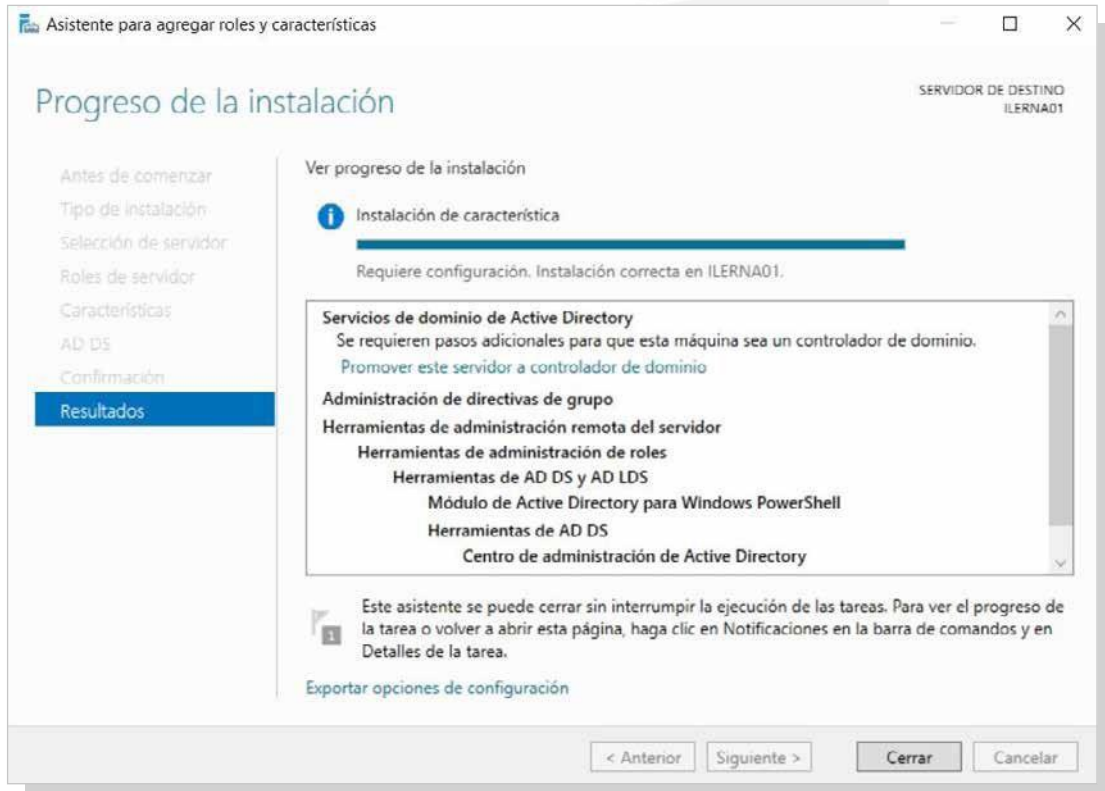 Asistente para agregar roles y características
Progreso de la instalación
SERVIDOR DE DESTINO
ILERNA01
Antes de comenzar
Tipo de instalación
Selección de servidor
Roles de servidor
Características
AD DS
Confirmación
Resultados
Ver progreso de la instalación
Instalación de característica
Requiere configuración. Instalación correcta en ILERNA01.
Servicios de dominio de Active Directory
Se requieren pasos adicionales para que esta máquina sea un controlador de dominio.
Promover este servidor a controlador de dominio
Administración de directivas de grupo
Herramientas de administración remota del servidor
Herramientas de administración de roles
Herramientas de AD DS y AD LDS
Módulo de Active Directory para Windows PowerShell
Herramientas de AD DS
Centro de administración de Active Directory
1
Este asistente se puede cerrar sin interrumpir la ejecución de las tareas. Para ver el progreso de
la tarea o volver a abrir esta página, haga clic en Notificaciones en la barra de comandos y en
Detalles de la tarea.
Exportar opciones de configuración
< Anterior
Siguiente >
Cerrar
Cancelar